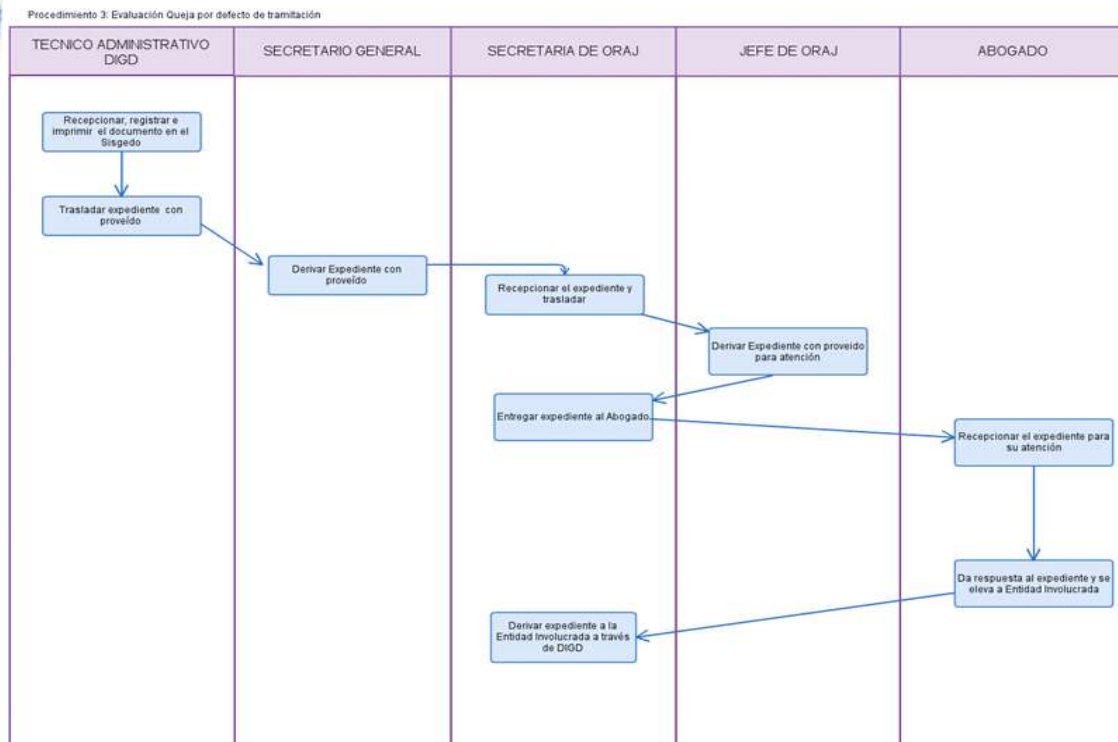 Procedimiento 3: Evaluación Queja por defecto de tramitación
TECNICO ADMINISTRATIVO
DIGD
SECRETARIO GENERAL
SECRETARIA DE ORAJ
JEFE DE ORAJ
ABOGADO
Recepcionar, registrar e
imprimir el documento en el
Sisgedo
Trasladar expediente con
proveído
Derivar Expediente con
proveído
Recepcionar el expediente y
trasladar
Derivar Expediente con proveido
para atención
Entregar expediente al Abogado
Recepcionar el expediente para
su atención
Da respuesta al expediente y se
eleva a Entidad Involucrada
Derivar expediente a la
Entidad Involucrada a través
de DIGD